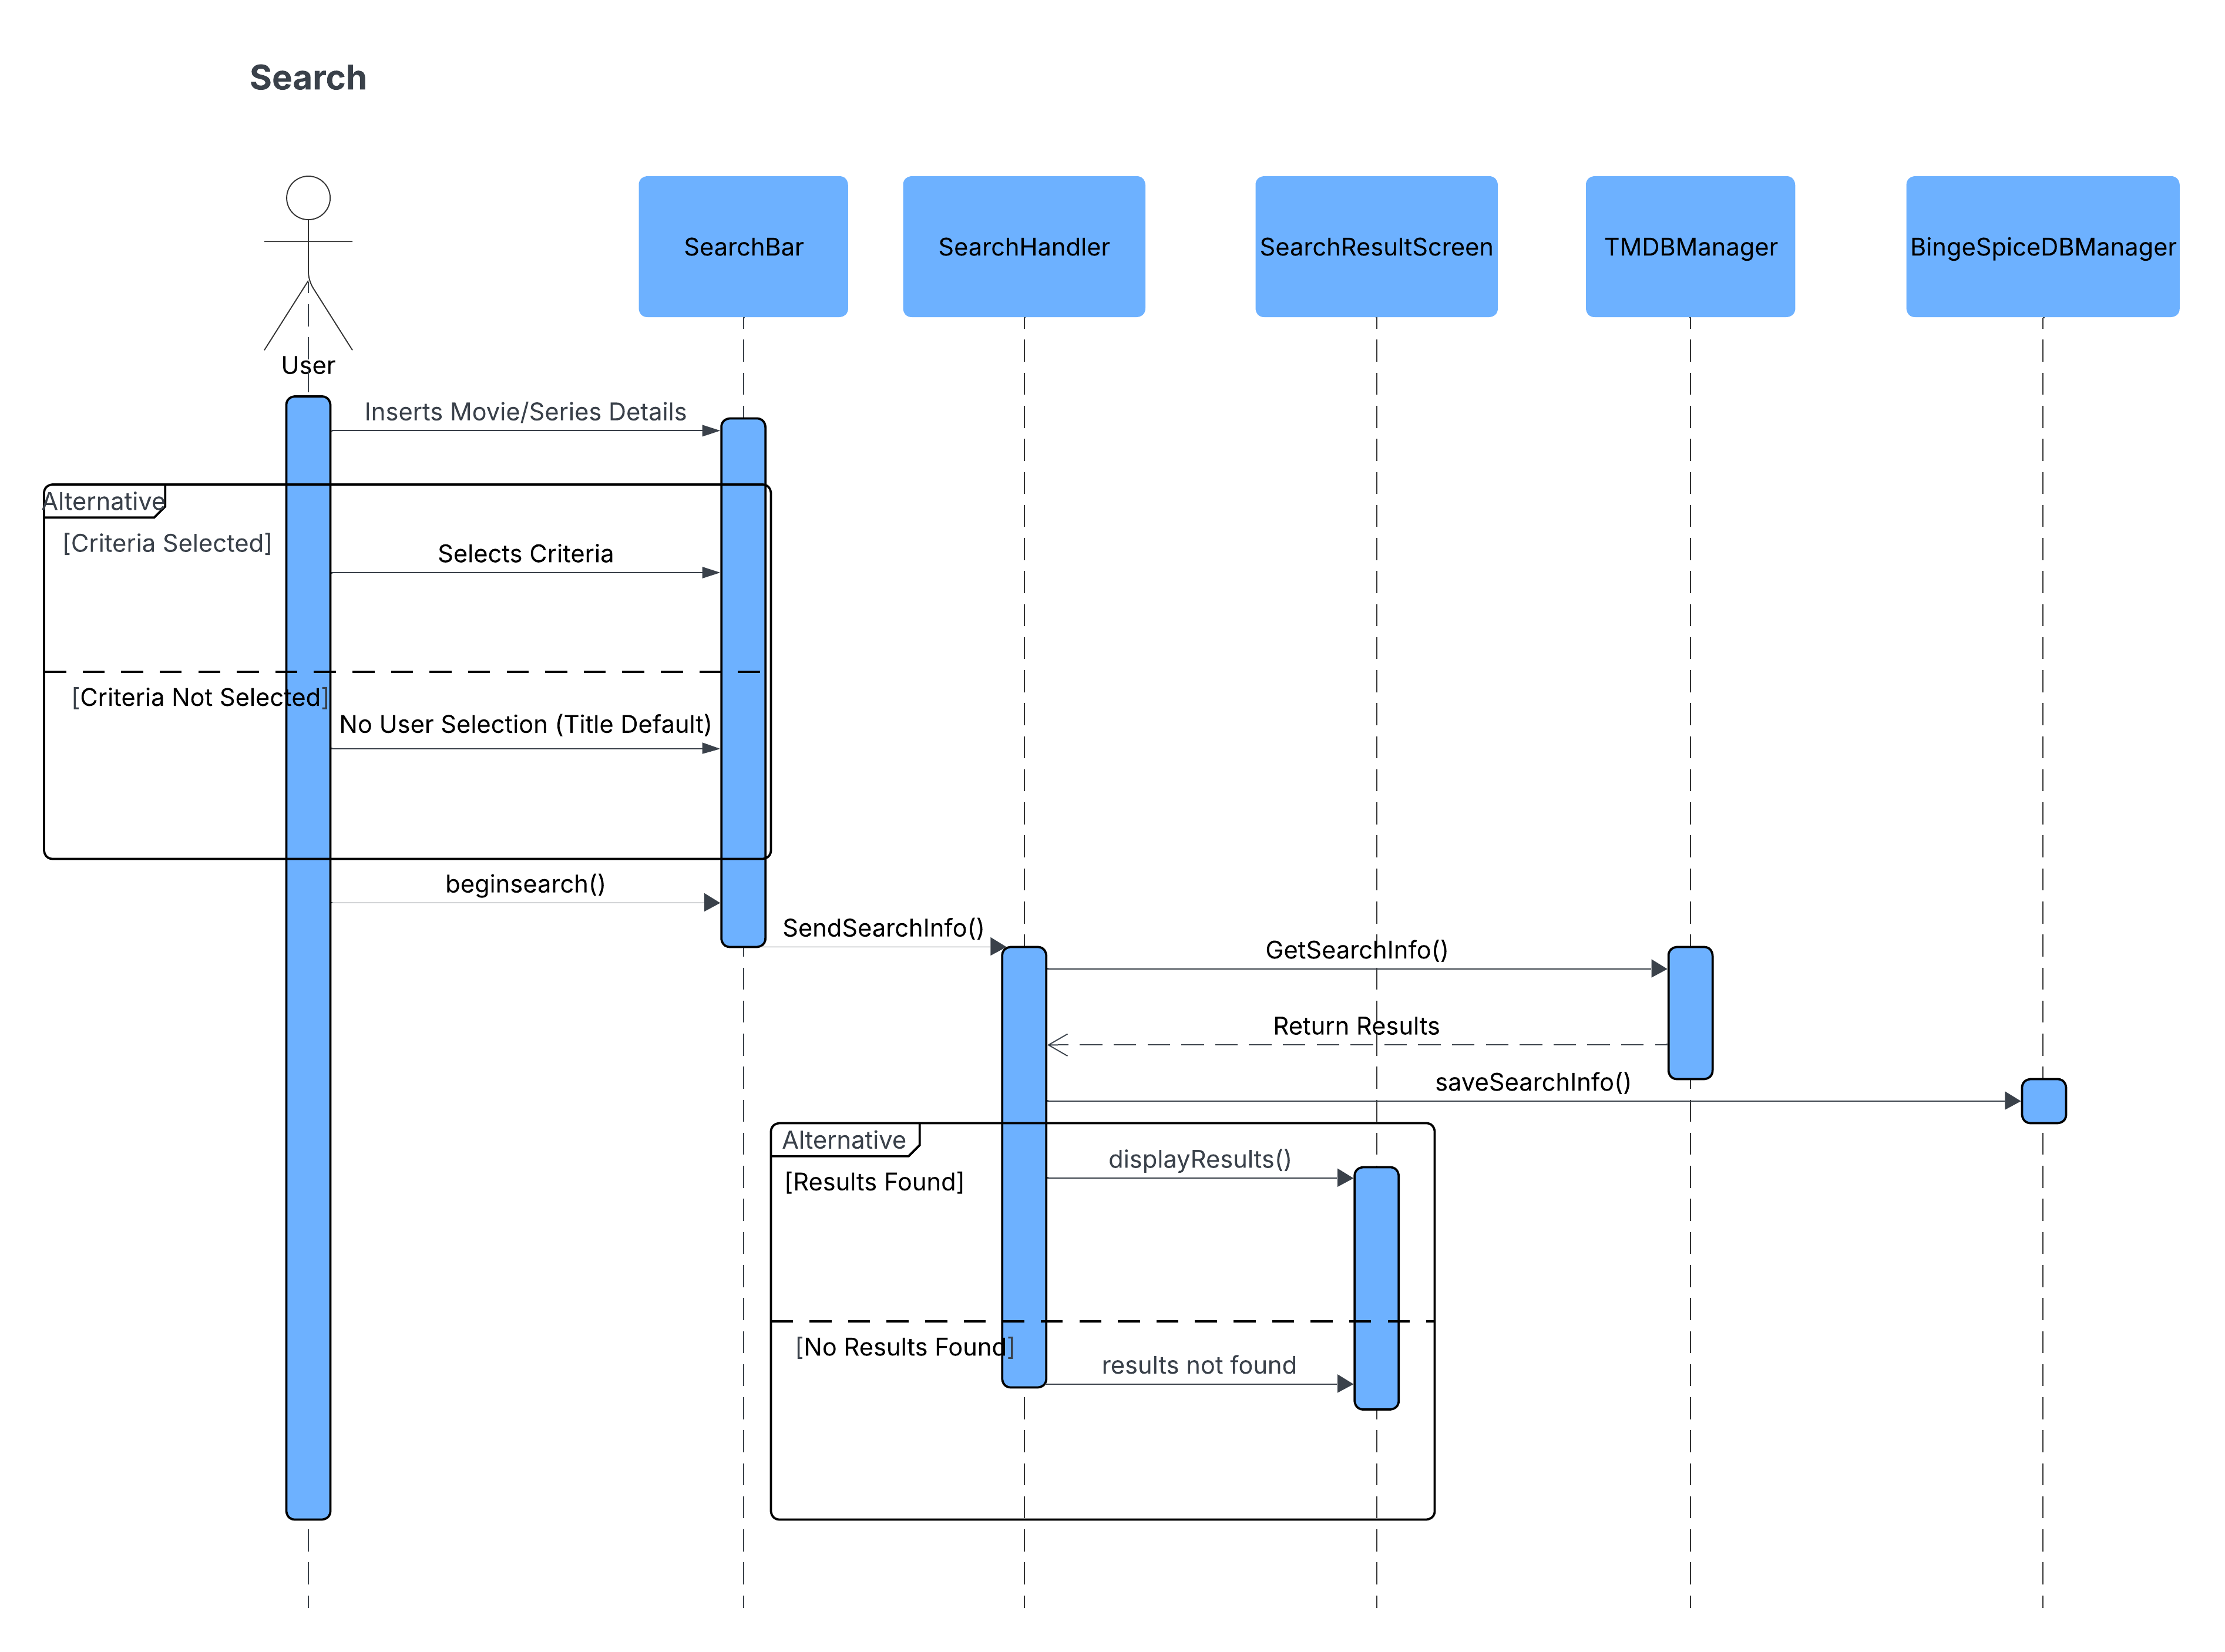 Search
User
SearchBar
SearchHandler
SearchResultScreen
TMDBManager
BingeSpiceDBManager
Inserts Movie/Series Details
Alternative
[Criteria Selected]
Selects Criteria
[Criteria Not Selected]
No User Selection (Title Default)
beginsearch()
SendSearchInfo()
GetSearchInfo()
Return Results
saveSearchInfo()
Alternative
[Results Found]
displayResults()
[No Results Found]
results not found